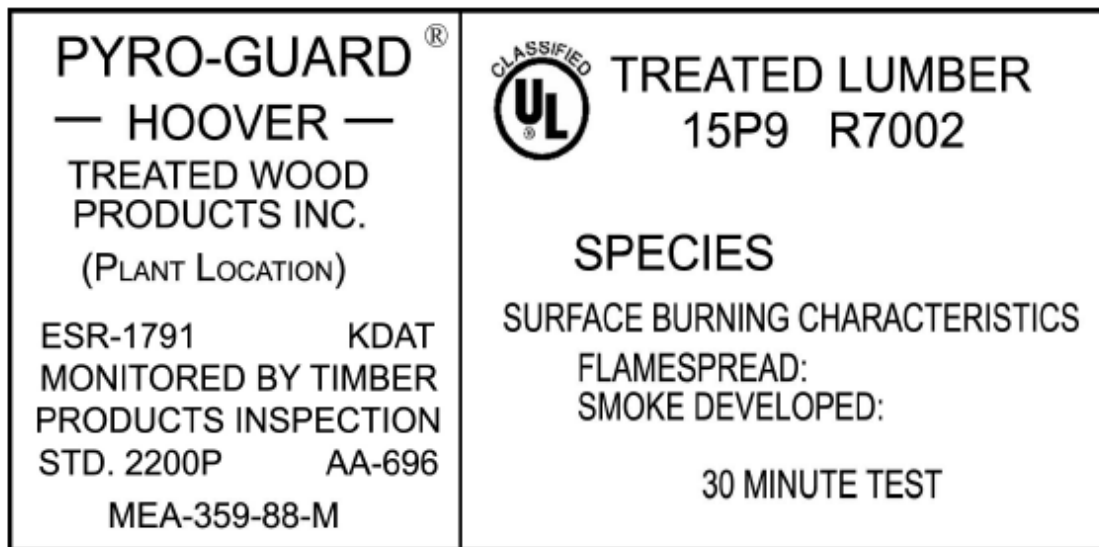 PYRO-GUARD ®
— HOOVER —
TREATED WOOD
PRODUCTS INC.
(PLANT LOCATION)
ESR-1791 KDAT
MONITORED BY TIMBER
PRODUCTS INSPECTION
STD. 2200P AA-696
MEA-359-88-M
CLASSIFIED
UL ®
TREATED LUMBER
15P9 R7002
SPECIES
SURFACE BURNING CHARACTERISTICS
FLAMESPREAD:
SMOKE DEVELOPED:
30 MINUTE TEST